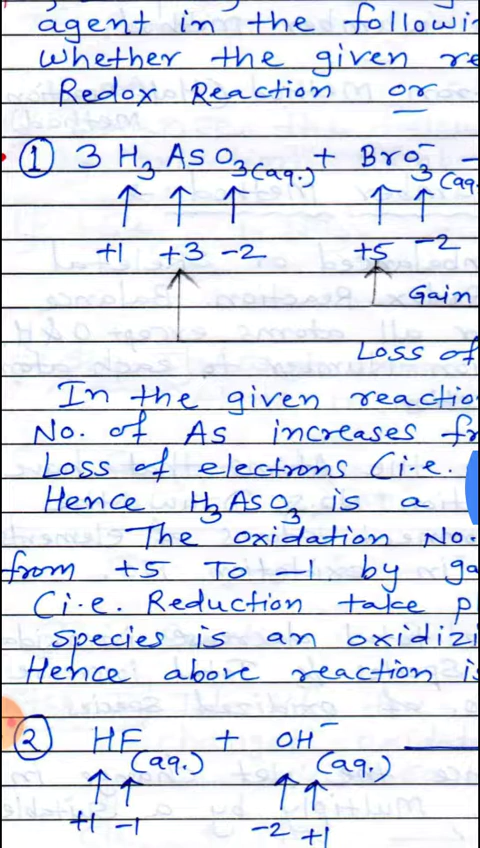 agent in the followi
whether the given re
Redox Reaction or
① 3 H₃ As O₃(aq.) + BrO₃⁻(aq
+1 +3 -2 +5 -2
Gain
Loss of
In the given reactio
No. of As increases fr
Loss of electrons (i.e.
Hence H₃AsO₃ is a
The oxidation No.
from +5 To -1 by ga
(i.e. Reduction take p
species is an oxidizi
Hence above reaction is
② HF(aq.) + OH⁻(aq.)
+1 -1 -2 +1